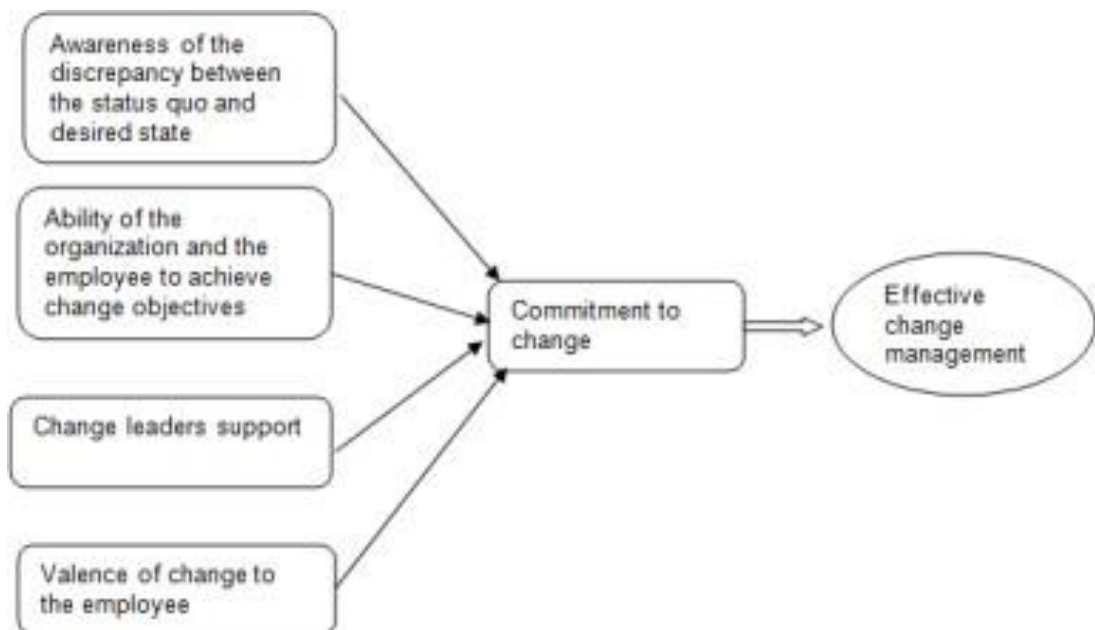 Awareness of the
discrepancy between
the status quo and
desired state
Ability of the
organization and the
employee to achieve
change objectives
Change leaders support
Valence of change to
the employee
Commitment to
change
Effective
change
management